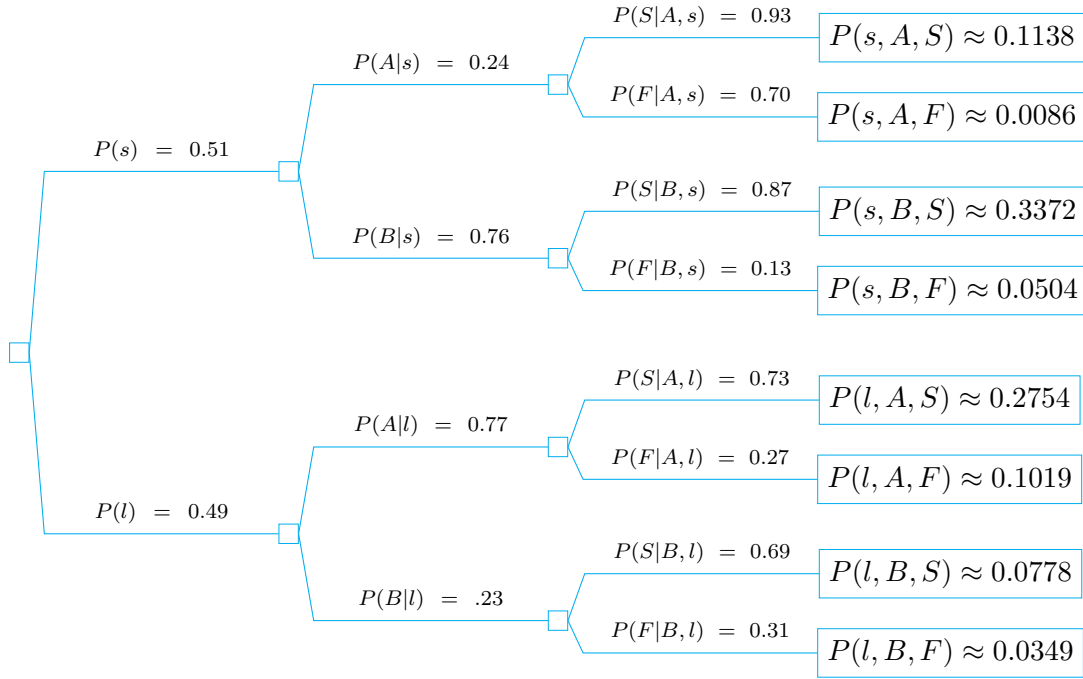 P(S|A, s) = 0.93
P(s, A, S) ≈ 0.1138
P(A|s) = 0.24
P(F|A, s) = 0.70
P(s, A, F) ≈ 0.0086
P(s) = 0.51
P(S|B, s) = 0.87
P(s, B, S) ≈ 0.3372
P(B|s) = 0.76
P(F|B, s) = 0.13
P(s, B, F) ≈ 0.0504
P(S|A, l) = 0.73
P(l, A, S) ≈ 0.2754
P(A|l) = 0.77
P(F|A, l) = 0.27
P(l, A, F) ≈ 0.1019
P(l) = 0.49
P(S|B, l) = 0.69
P(l, B, S) ≈ 0.0778
P(B|l) = .23
P(F|B, l) = 0.31
P(l, B, F) ≈ 0.0349